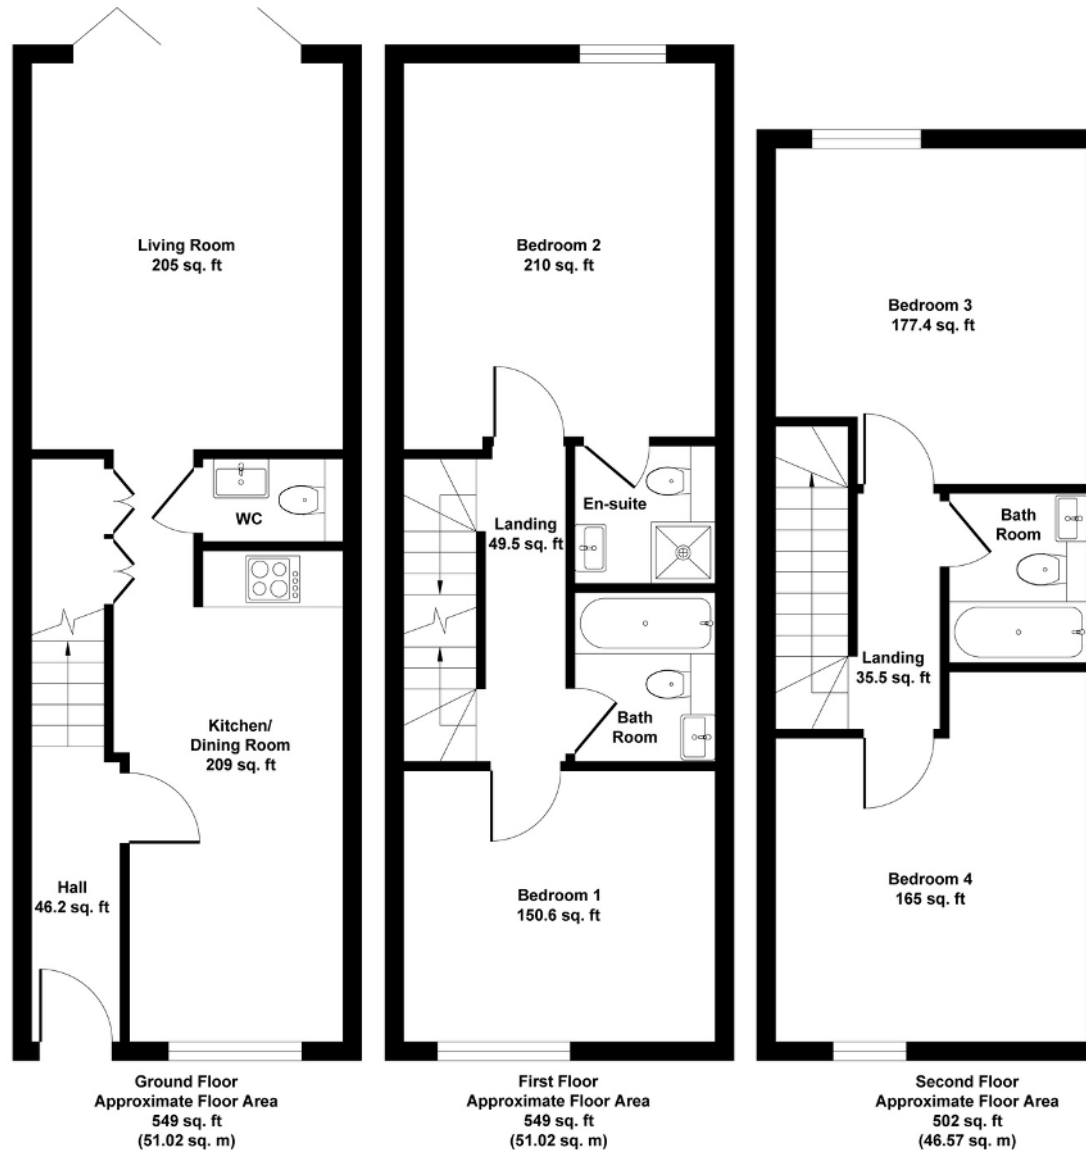 Living Room
205 sq. ft
WC
Kitchen/
Dining Room
209 sq. ft
Hall
46.2 sq. ft
Ground Floor
Approximate Floor Area
549 sq. ft
(51.02 sq. m)
Bedroom 2
210 sq. ft
En-suite
Landing
49.5 sq. ft
Bath
Room
Bedroom 1
150.6 sq. ft
First Floor
Approximate Floor Area
549 sq. ft
(51.02 sq. m)
Bedroom 3
177.4 sq. ft
Bath
Room
Landing
35.5 sq. ft
Bedroom 4
165 sq. ft
Second Floor
Approximate Floor Area
502 sq. ft
(46.57 sq. m)